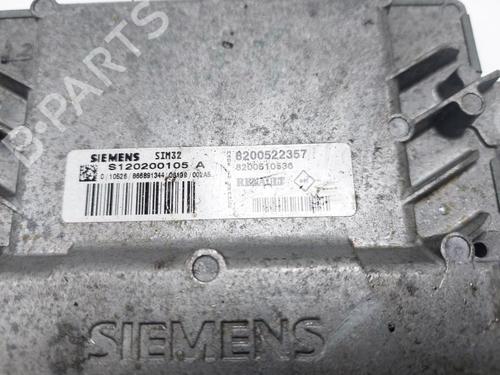 B-PARTS
SIEMENS SIM32
S120200105 A
8200522357
8200510536
RENAULT
SIEMENS